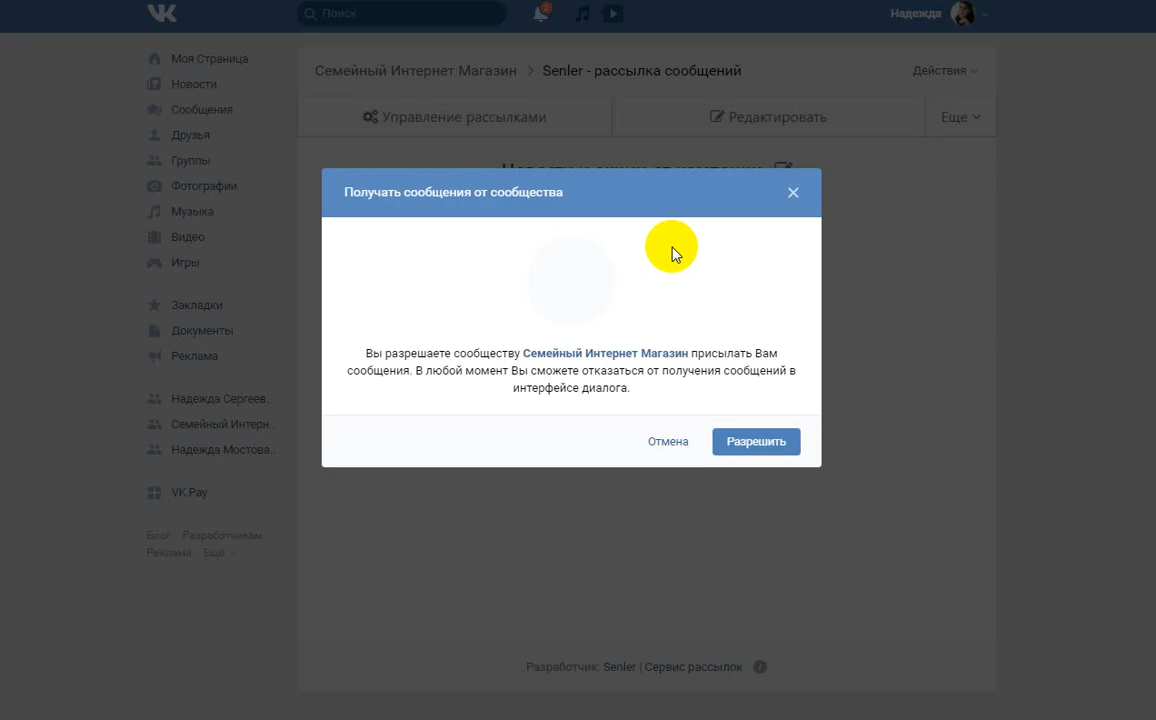 Поиск
2
Надежда
Моя Страница
Новости
Сообщения
Друзья
Группы
Фотографии
Музыка
Видео
Игры
Закладки
Документы
Реклама
Надежда Сергеев..
Семейный Интерн..
Надежда Мостова..
VK Pay
Блог Разработчикам
Реклама Ещё
Семейный Интернет Магазин > Senler - рассылка сообщений
Действия
Управление рассылками
Редактировать
Еще
Получать сообщения от сообщества
Вы разрешаете сообществу Семейный Интернет Магазин присылать Вам
сообщения. В любой момент Вы сможете отказаться от получения сообщений в
интерфейсе диалога.
Отмена
Разрешить
Разработчик: Senler | Сервис рассылок